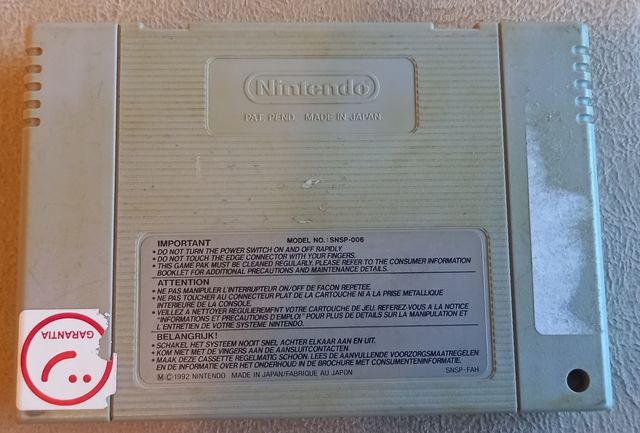 Nintendo
PAT. PEND. MADE IN JAPAN
IMPORTANT MODEL NO.: SNSP-006
• DO NOT TURN THE POWER SWITCH ON AND OFF RAPIDLY.
• DO NOT TOUCH THE EDGE CONNECTOR WITH YOUR FINGERS.
• THIS GAME PAK MUST BE CLEANED REGULARLY. PLEASE REFER TO THE CONSUMER INFORMATION
BOOKLET FOR ADDITIONAL PRECAUTIONS AND MAINTENANCE DETAILS.
ATTENTION
• NE PAS MANIPULER L'INTERRUPTEUR ON/OFF DE FACON REPETEE.
• NE PAS TOUCHER AU CONNECTEUR PLAT DE LA CARTOUCHE NI A LA PRISE METALLIQUE
INTERIEURE DE LA CONSOLE.
• VEILLEZ A NETTOYER REGULIEREMENT VOTRE CARTOUCHE DE JEU. REFEREZ-VOUS A LA NOTICE
"INFORMATIONS ET PRECAUTIONS D'EMPLOI" POUR PLUS DE DETAILS SUR LA MANIPULATION ET
L'ENTRETIEN DE VOTRE SYSTEME NINTENDO.
BELANGRIJK!
• SCHAKEL HET SYSTEEM NOOIT SNEL ACHTER ELKAAR AAN EN UIT.
• KOM NIET MET DE VINGERS AAN DE AANSLUITCONTACTEN.
• MAAK DEZE CASSETTE REGELMATIG SCHOON. LEES DE AANVULLENDE VOORZORGSMAATREGELEN
EN DE INFORMATIE OVER HET ONDERHOUD IN DE BROCHURE MET CONSUMENTENINFORMATIE.
Ⓜ © 1992 NINTENDO MADE IN JAPAN/FABRIQUE AU JAPON SNSP-FAH
GARANTIA